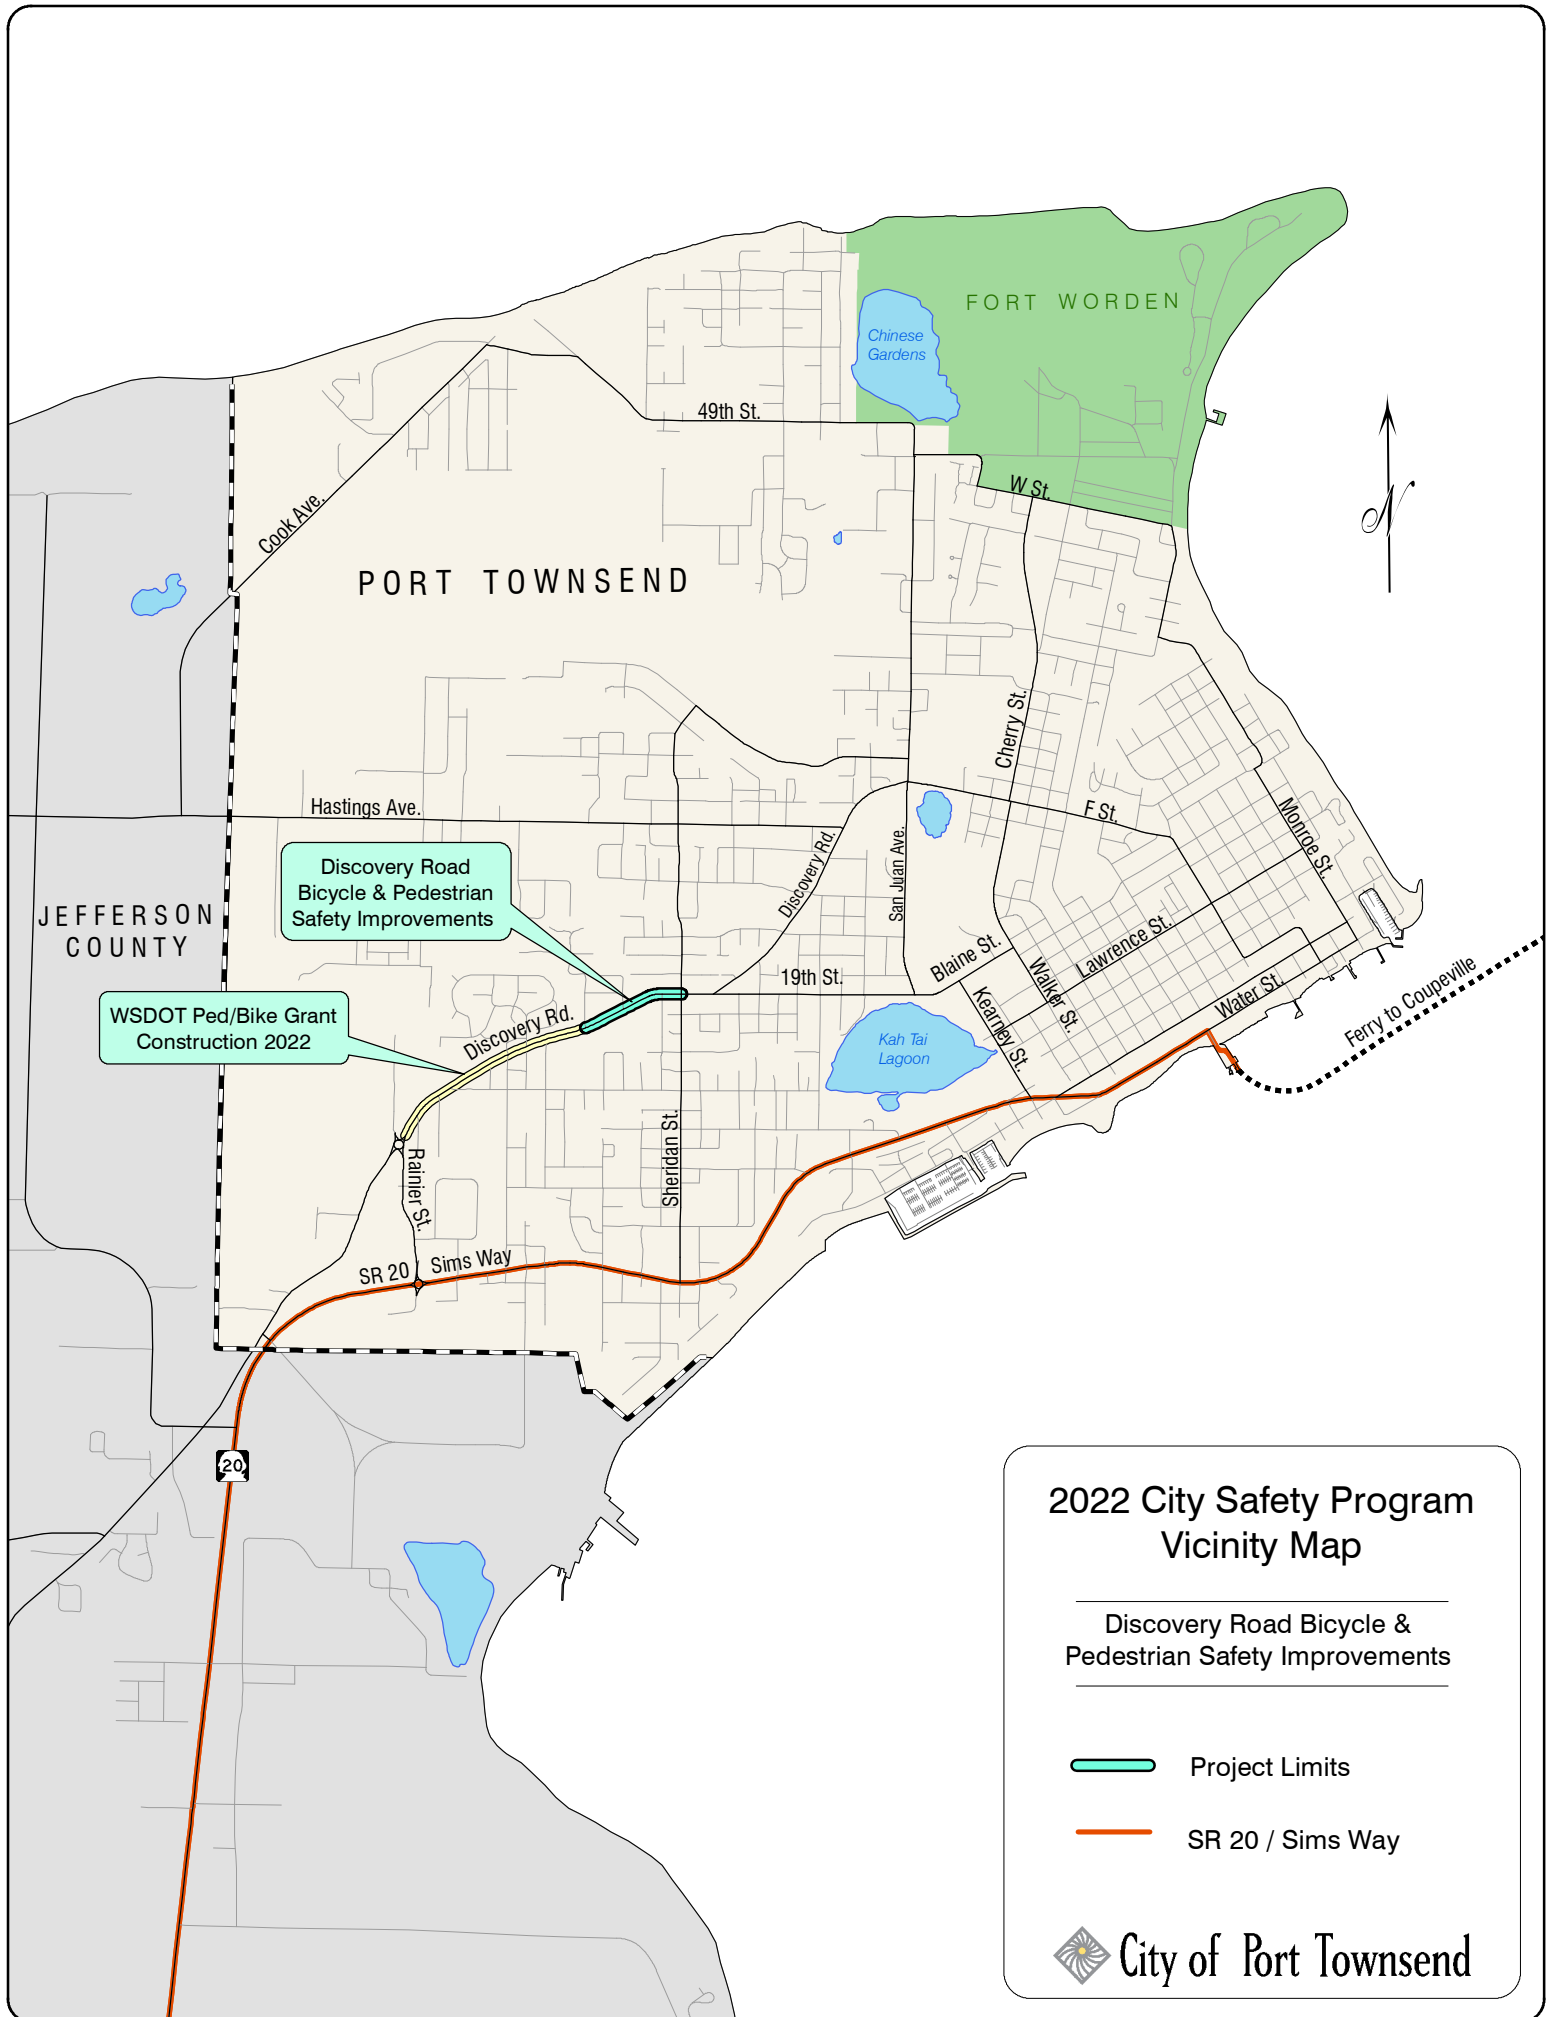 FORT WORDEN
Chinese
Gardens
49th St.
W St.
Cook Ave.
PORT TOWNSEND
Cherry St.
Hastings Ave.
F St.
Monroe St.
Discovery Road
Bicycle & Pedestrian
Safety Improvements
Discovery Rd.
San Juan Ave.
JEFFERSON
COUNTY
Lawrence St.
Blaine St.
Walker St.
19th St.
Kearney St.
Water St.
Ferry to Coupeville
WSDOT Ped/Bike Grant
Construction 2022
Discovery Rd.
Kah Tai
Lagoon
Sheridan St.
Rainier St.
SR 20 / Sims Way
20
N
2022 City Safety Program
Vicinity Map
Discovery Road Bicycle &
Pedestrian Safety Improvements
Project Limits
SR 20 / Sims Way
City of Port Townsend